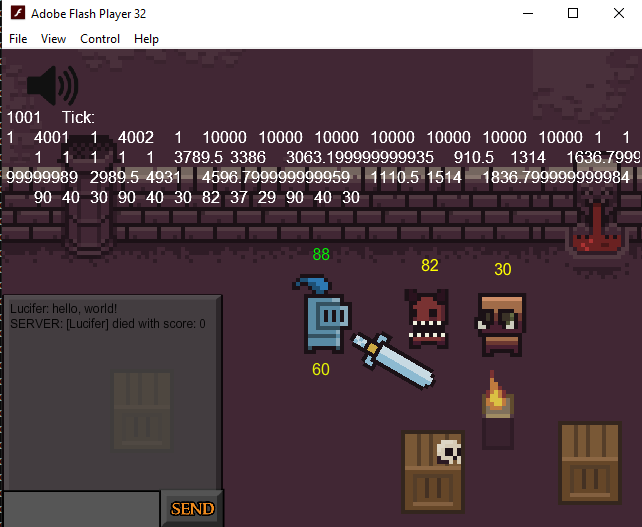 Adobe Flash Player 32
File View Control Help
1001 Tick:
1 4001 1 4002 1 10000 10000 10000 10000 10000 10000 10000 1 1
1 1 1 1 1 3789.5 3386 3063.199999999935 910.5 1314 1636.7999
99999989 2989.5 4931 4596.799999999959 1110.5 1514 1836.799999999984
90 40 30 90 40 30 82 37 29 90 40 30
88
82
30
Lucifer: hello, world!
SERVER: [Lucifer] died with score: 0
60
SEND